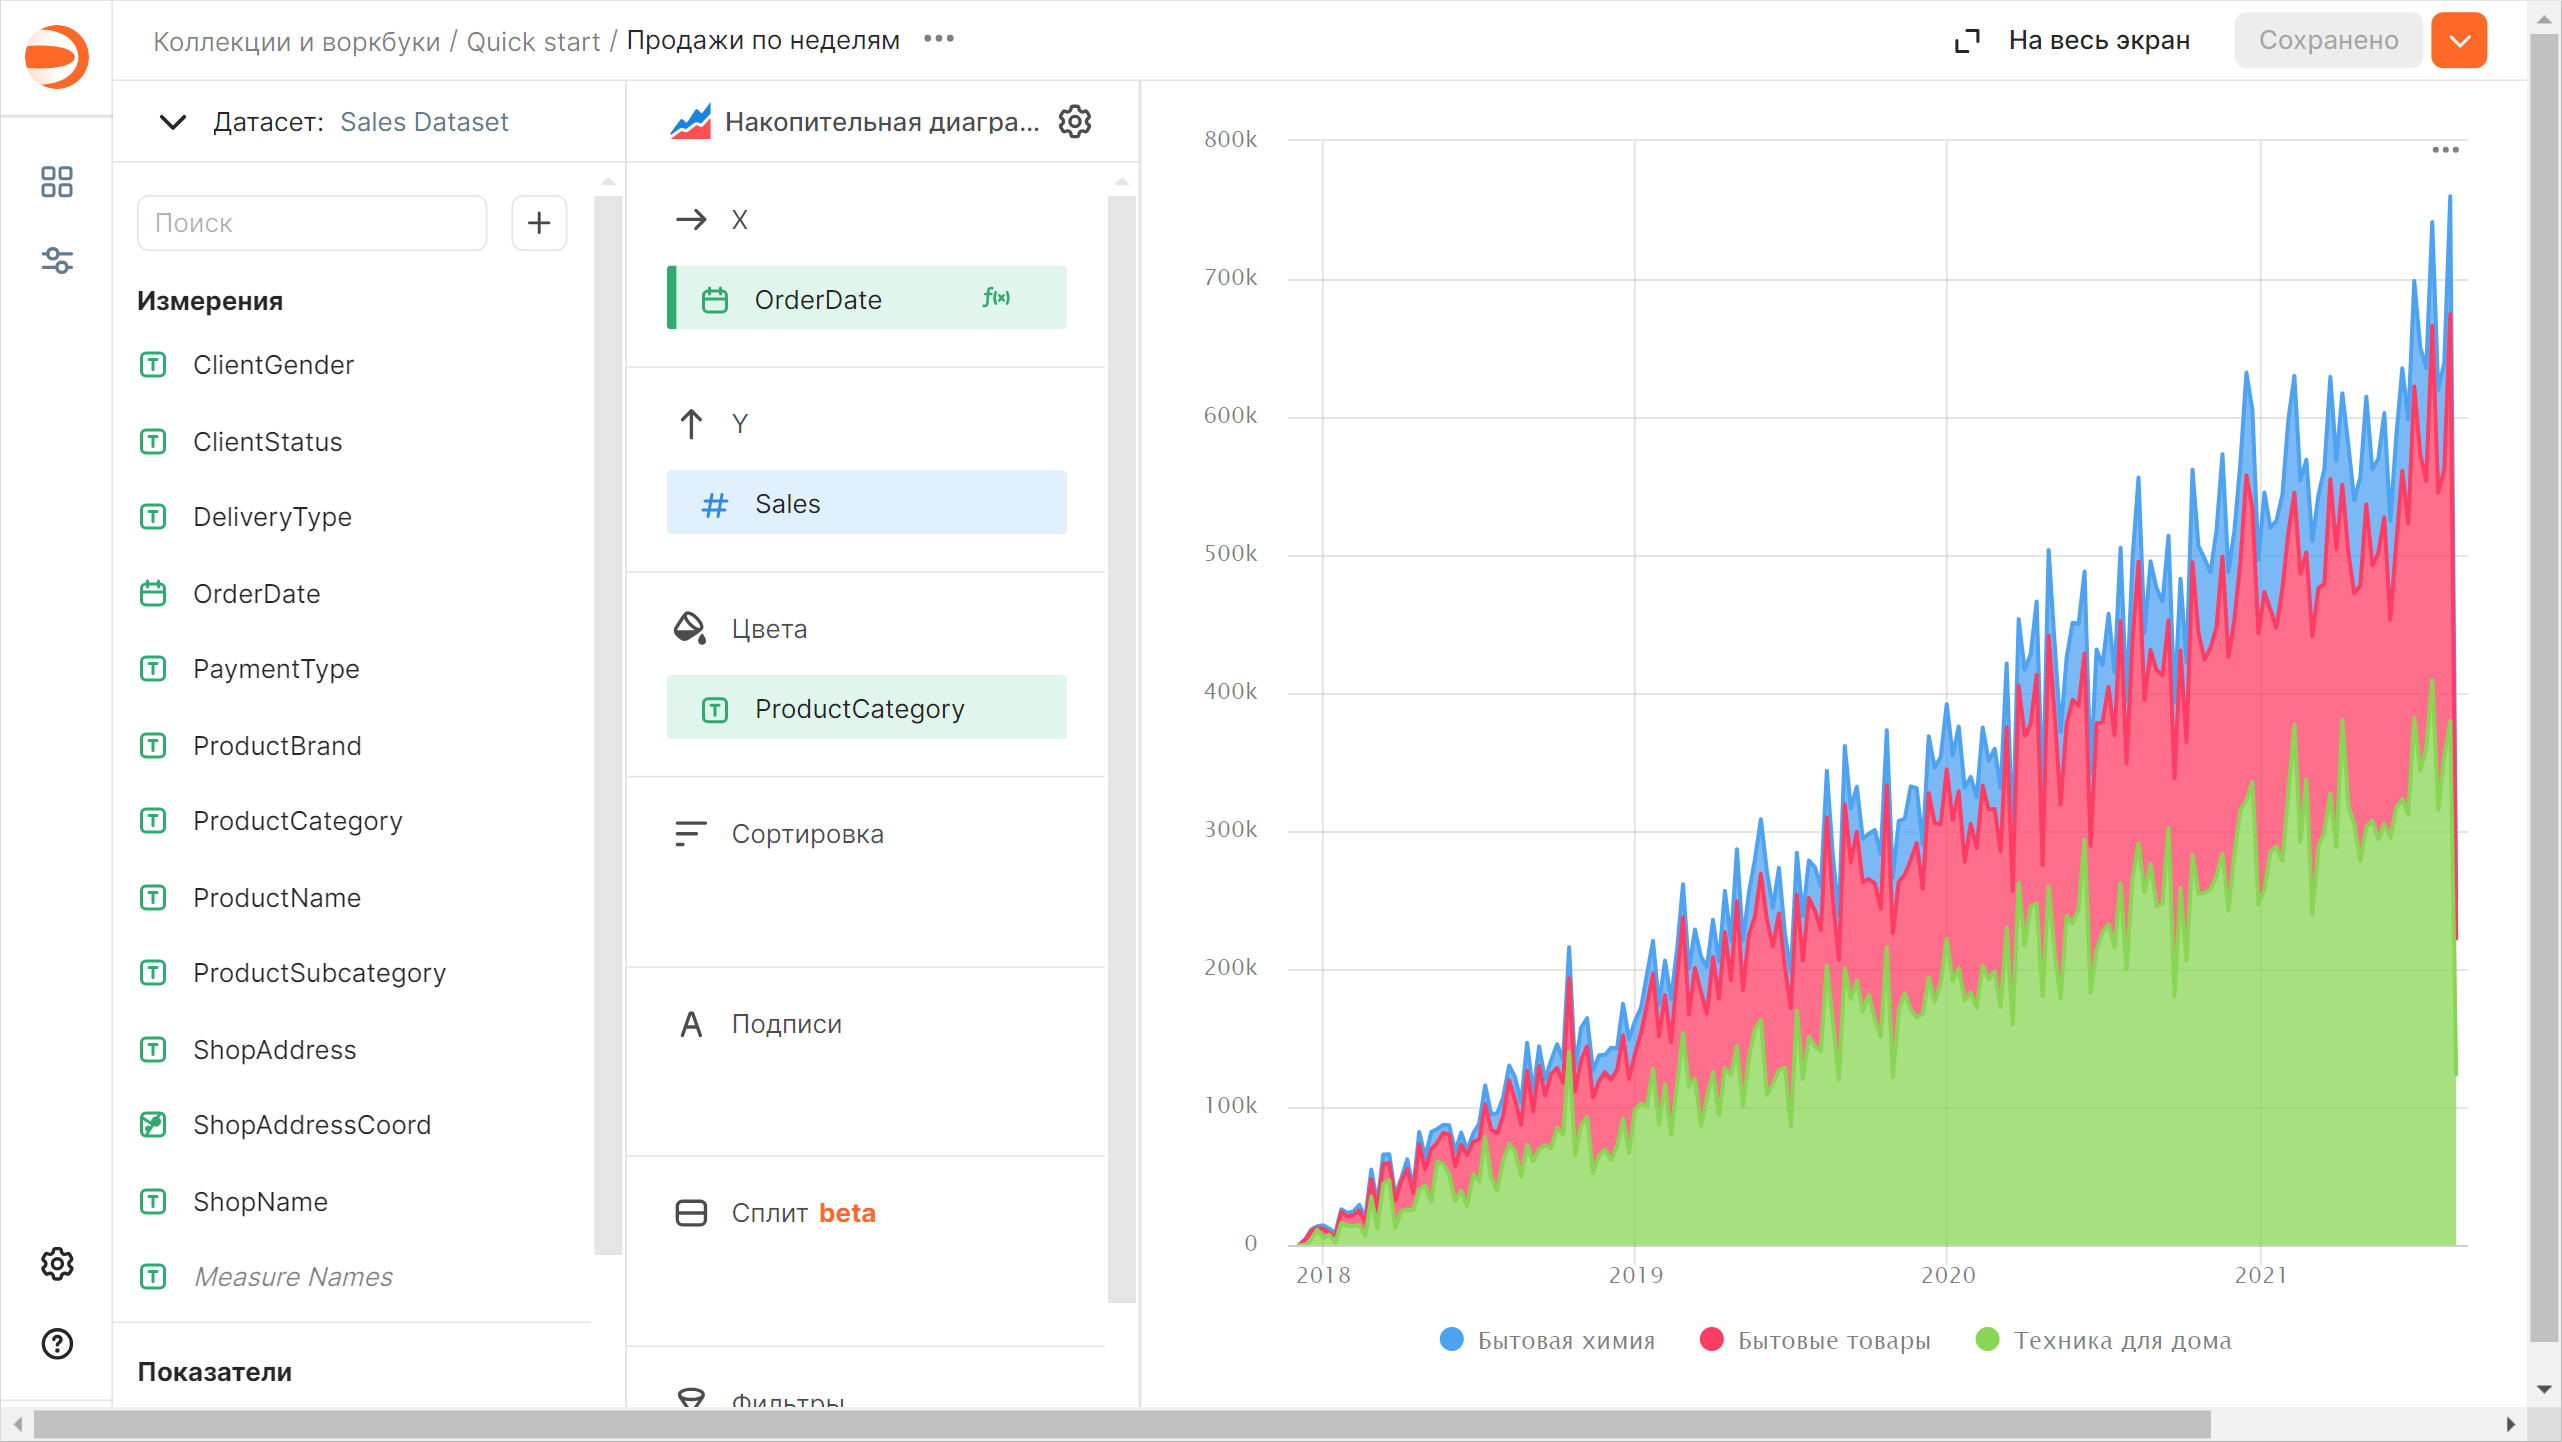 Коллекции и воркбуки / Quick start / Продажи по неделям
На весь экран
Сохранено
Датасет: Sales Dataset
Поиск
Измерения
ClientGender
ClientStatus
DeliveryType
OrderDate
PaymentType
ProductBrand
ProductCategory
ProductName
ProductSubcategory
ShopAddress
ShopAddressCoord
ShopName
Measure Names
Показатели
Накопительная диагра...
X
OrderDate f(x)
Y
# Sales
Цвета
ProductCategory
Сортировка
Подписи
Сплит beta
Фильтры
800k
700k
600k
500k
400k
300k
200k
100k
0
2018 2019 2020 2021
Бытовая химия Бытовые товары Техника для дома